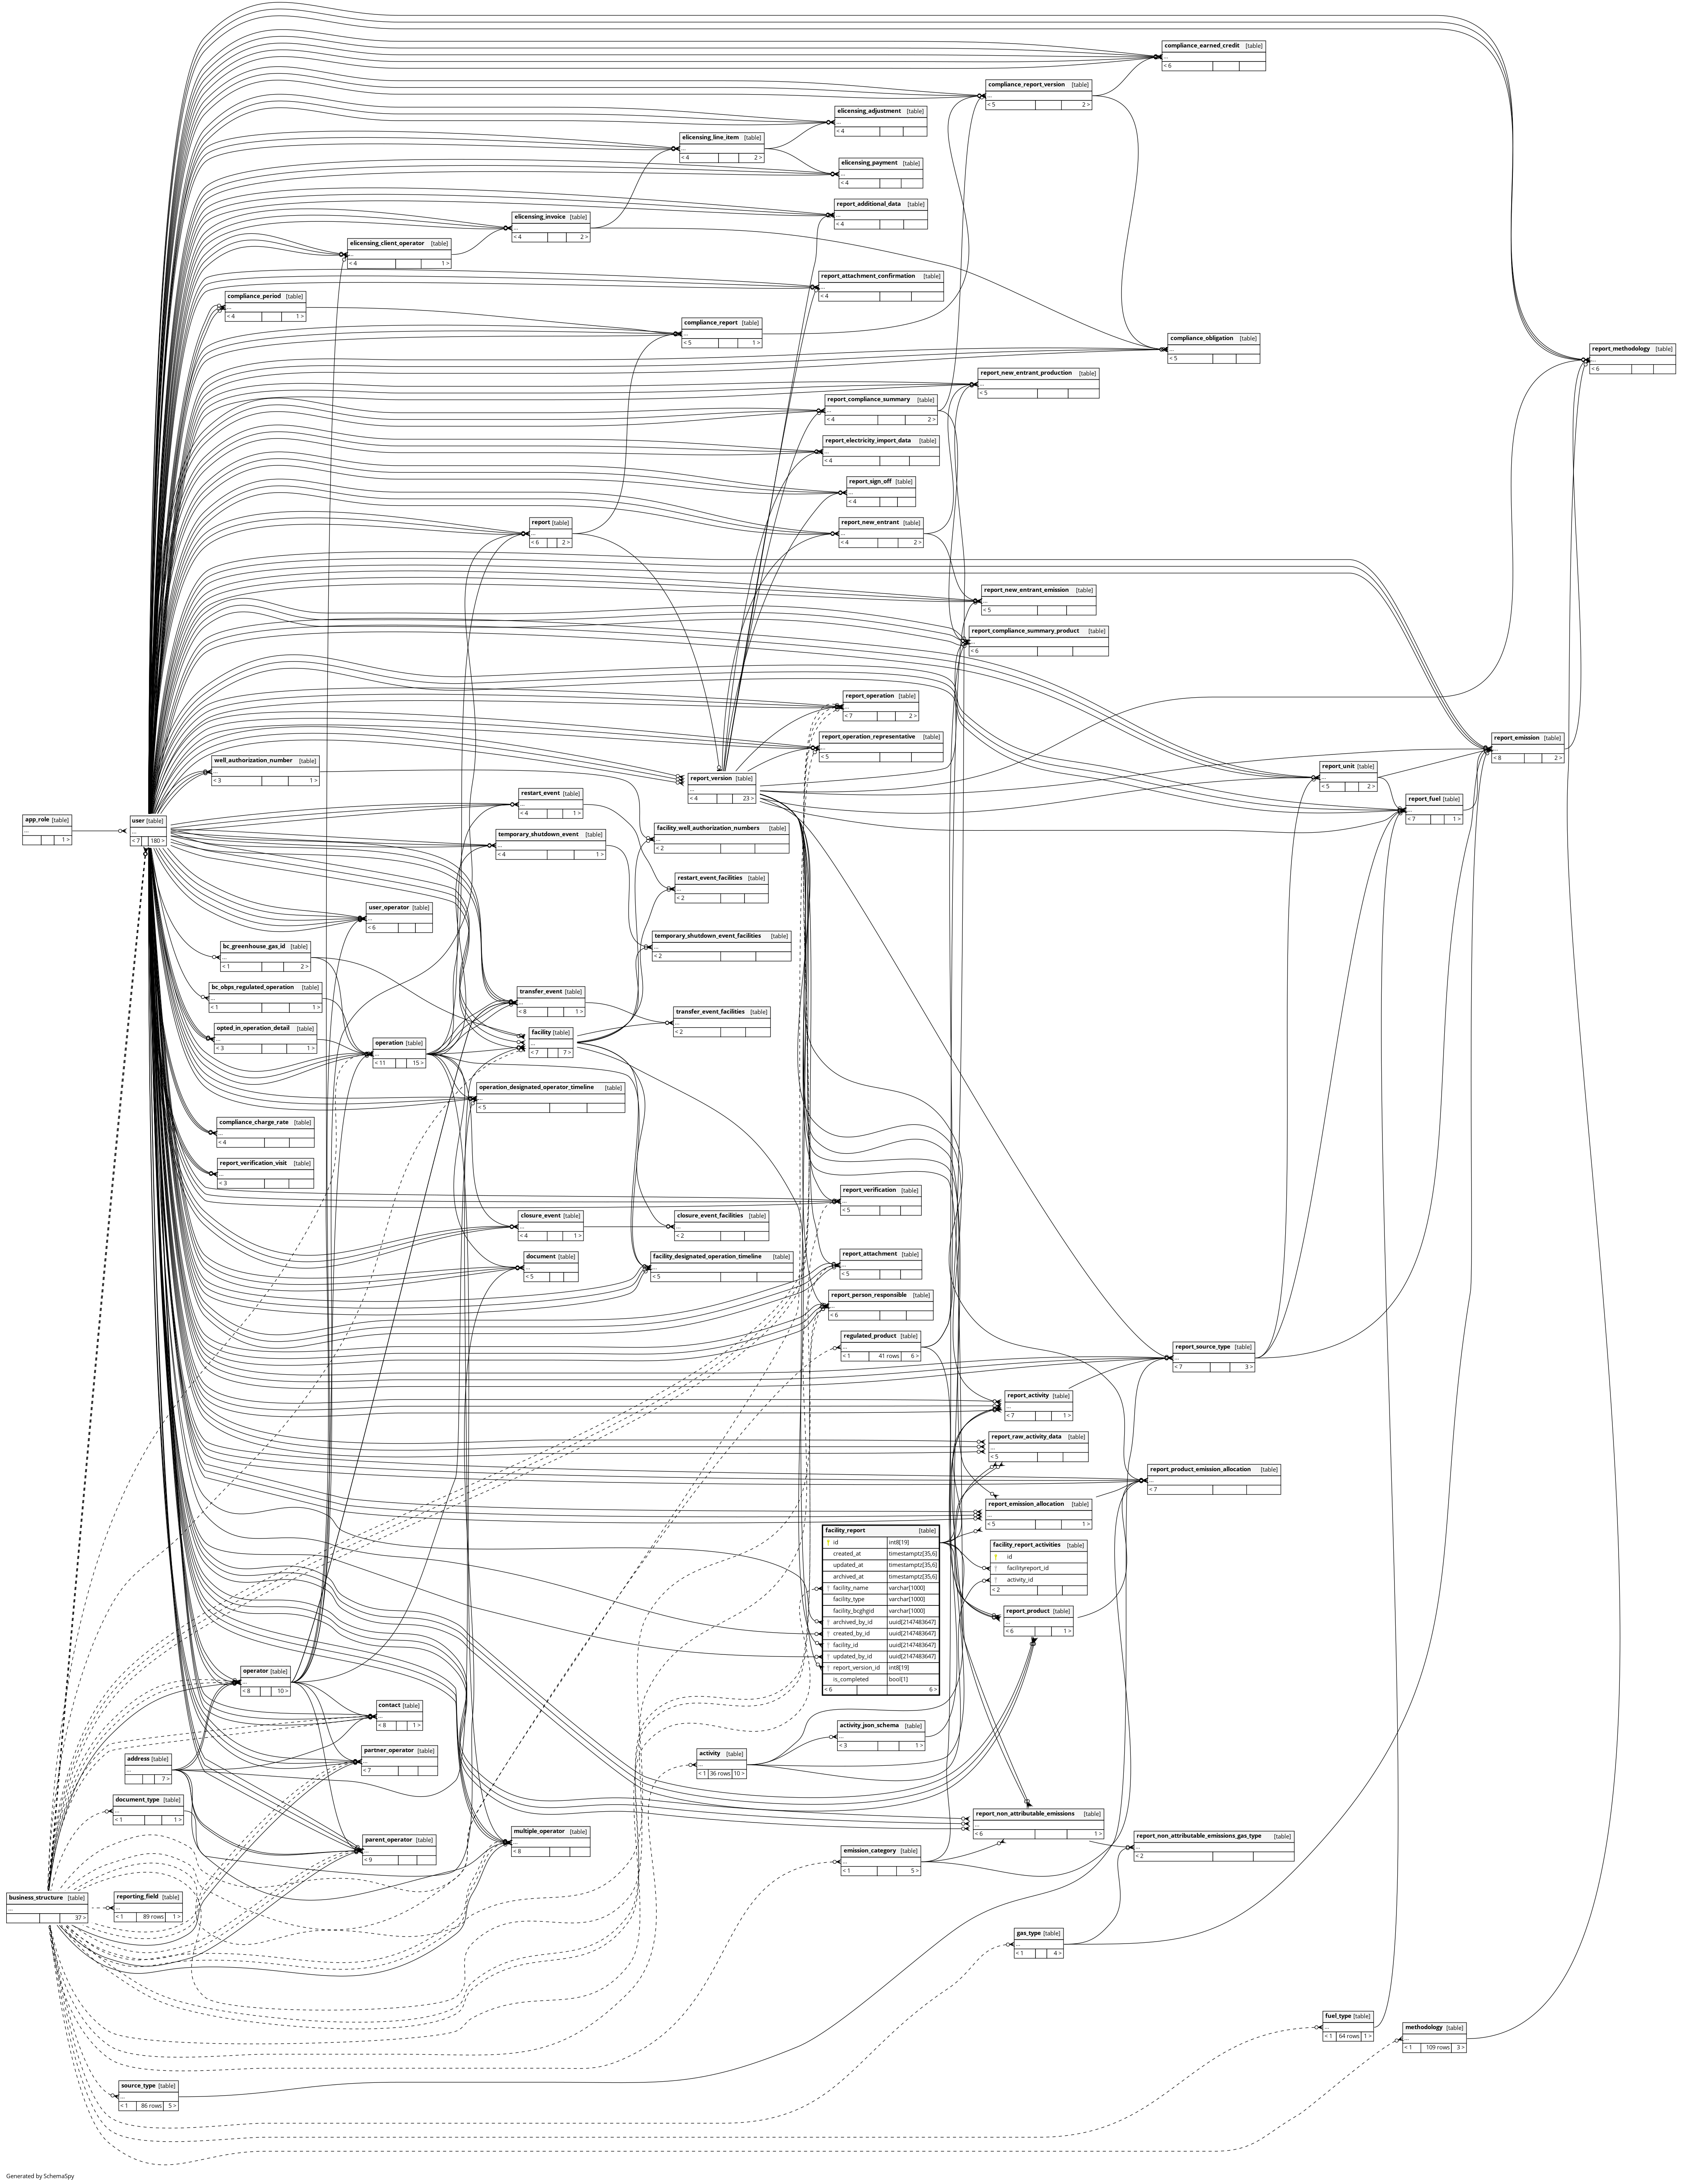 compliance_earned_credit [table]
...
< 6
compliance_report_version [table]
...
< 5 2 >
elicensing_adjustment [table]
...
< 4
elicensing_line_item [table]
...
< 4 2 >
elicensing_payment [table]
...
< 4
report_additional_data [table]
...
< 4
elicensing_invoice [table]
...
< 4 2 >
elicensing_client_operator [table]
...
< 4 1 >
report_attachment_confirmation [table]
...
< 4
compliance_period [table]
...
< 4 1 >
compliance_report [table]
...
< 5 1 >
compliance_obligation [table]
...
< 5
report_methodology [table]
...
< 6
report_new_entrant_production [table]
...
< 5
report_compliance_summary [table]
...
< 4 2 >
report_electricity_import_data [table]
...
< 4
report_sign_off [table]
...
< 4
report [table]
...
< 6 2 >
report_new_entrant [table]
...
< 4 2 >
report_new_entrant_emission [table]
...
< 5
report_compliance_summary_product [table]
...
< 6
report_operation [table]
...
< 7 2 >
report_operation_representative [table]
...
< 5
report_emission [table]
...
< 8 2 >
well_authorization_number [table]
...
< 3 1 >
report_version [table]
...
< 4 23 >
report_unit [table]
...
< 5 2 >
restart_event [table]
...
< 4 1 >
report_fuel [table]
...
< 7 1 >
app_role [table]
...
1 >
user [table]
...
< 7 180 >
temporary_shutdown_event [table]
...
< 4 1 >
facility_well_authorization_numbers [table]
...
< 2
restart_event_facilities [table]
...
< 2
user_operator [table]
...
< 6
temporary_shutdown_event_facilities [table]
...
< 2
bc_greenhouse_gas_id [table]
...
< 1 2 >
bc_obps_regulated_operation [table]
...
< 1 1 >
transfer_event [table]
...
< 8 1 >
transfer_event_facilities [table]
...
< 2
opted_in_operation_detail [table]
...
< 3 1 >
facility [table]
...
< 7 7 >
operation [table]
...
< 11 15 >
operation_designated_operator_timeline [table]
...
< 5
compliance_charge_rate [table]
...
< 4
report_verification_visit [table]
...
< 3
report_verification [table]
...
< 5
closure_event [table]
...
< 4 1 >
closure_event_facilities [table]
...
< 2
document [table]
...
< 5
facility_designated_operation_timeline [table]
...
< 5
report_attachment [table]
...
< 5
report_person_responsible [table]
...
< 6
regulated_product [table]
...
< 1 41 rows 6 >
report_source_type [table]
...
< 7 3 >
report_activity [table]
...
< 7 1 >
report_raw_activity_data [table]
...
< 5
report_product_emission_allocation [table]
...
< 7
report_emission_allocation [table]
...
< 5 1 >
facility_report [table]
id int8[19]
created_at timestamptz[35,6]
updated_at timestamptz[35,6]
archived_at timestamptz[35,6]
facility_name varchar[1000]
facility_type varchar[1000]
facility_bcghgid varchar[1000]
archived_by_id uuid[2147483647]
created_by_id uuid[2147483647]
facility_id uuid[2147483647]
updated_by_id uuid[2147483647]
report_version_id int8[19]
is_completed bool[1]
< 6 6 >
facility_report_activities [table]
id
facilityreport_id
activity_id
< 2
report_product [table]
...
< 6 1 >
operator [table]
...
< 8 10 >
contact [table]
...
< 8 1 >
activity_json_schema [table]
...
< 3 1 >
partner_operator [table]
...
< 7
activity [table]
...
< 1 36 rows 10 >
address [table]
...
7 >
document_type [table]
...
< 1 1 >
report_non_attributable_emissions [table]
...
< 6 1 >
multiple_operator [table]
...
< 8
parent_operator [table]
...
< 9
report_non_attributable_emissions_gas_type [table]
...
< 2
emission_category [table]
...
< 1 5 >
business_structure [table]
...
37 >
reporting_field [table]
...
< 1 89 rows 1 >
gas_type [table]
...
< 1 4 >
fuel_type [table]
...
< 1 64 rows 1 >
methodology [table]
...
< 1 109 rows 3 >
source_type [table]
...
< 1 86 rows 5 >
Generated by SchemaSpy